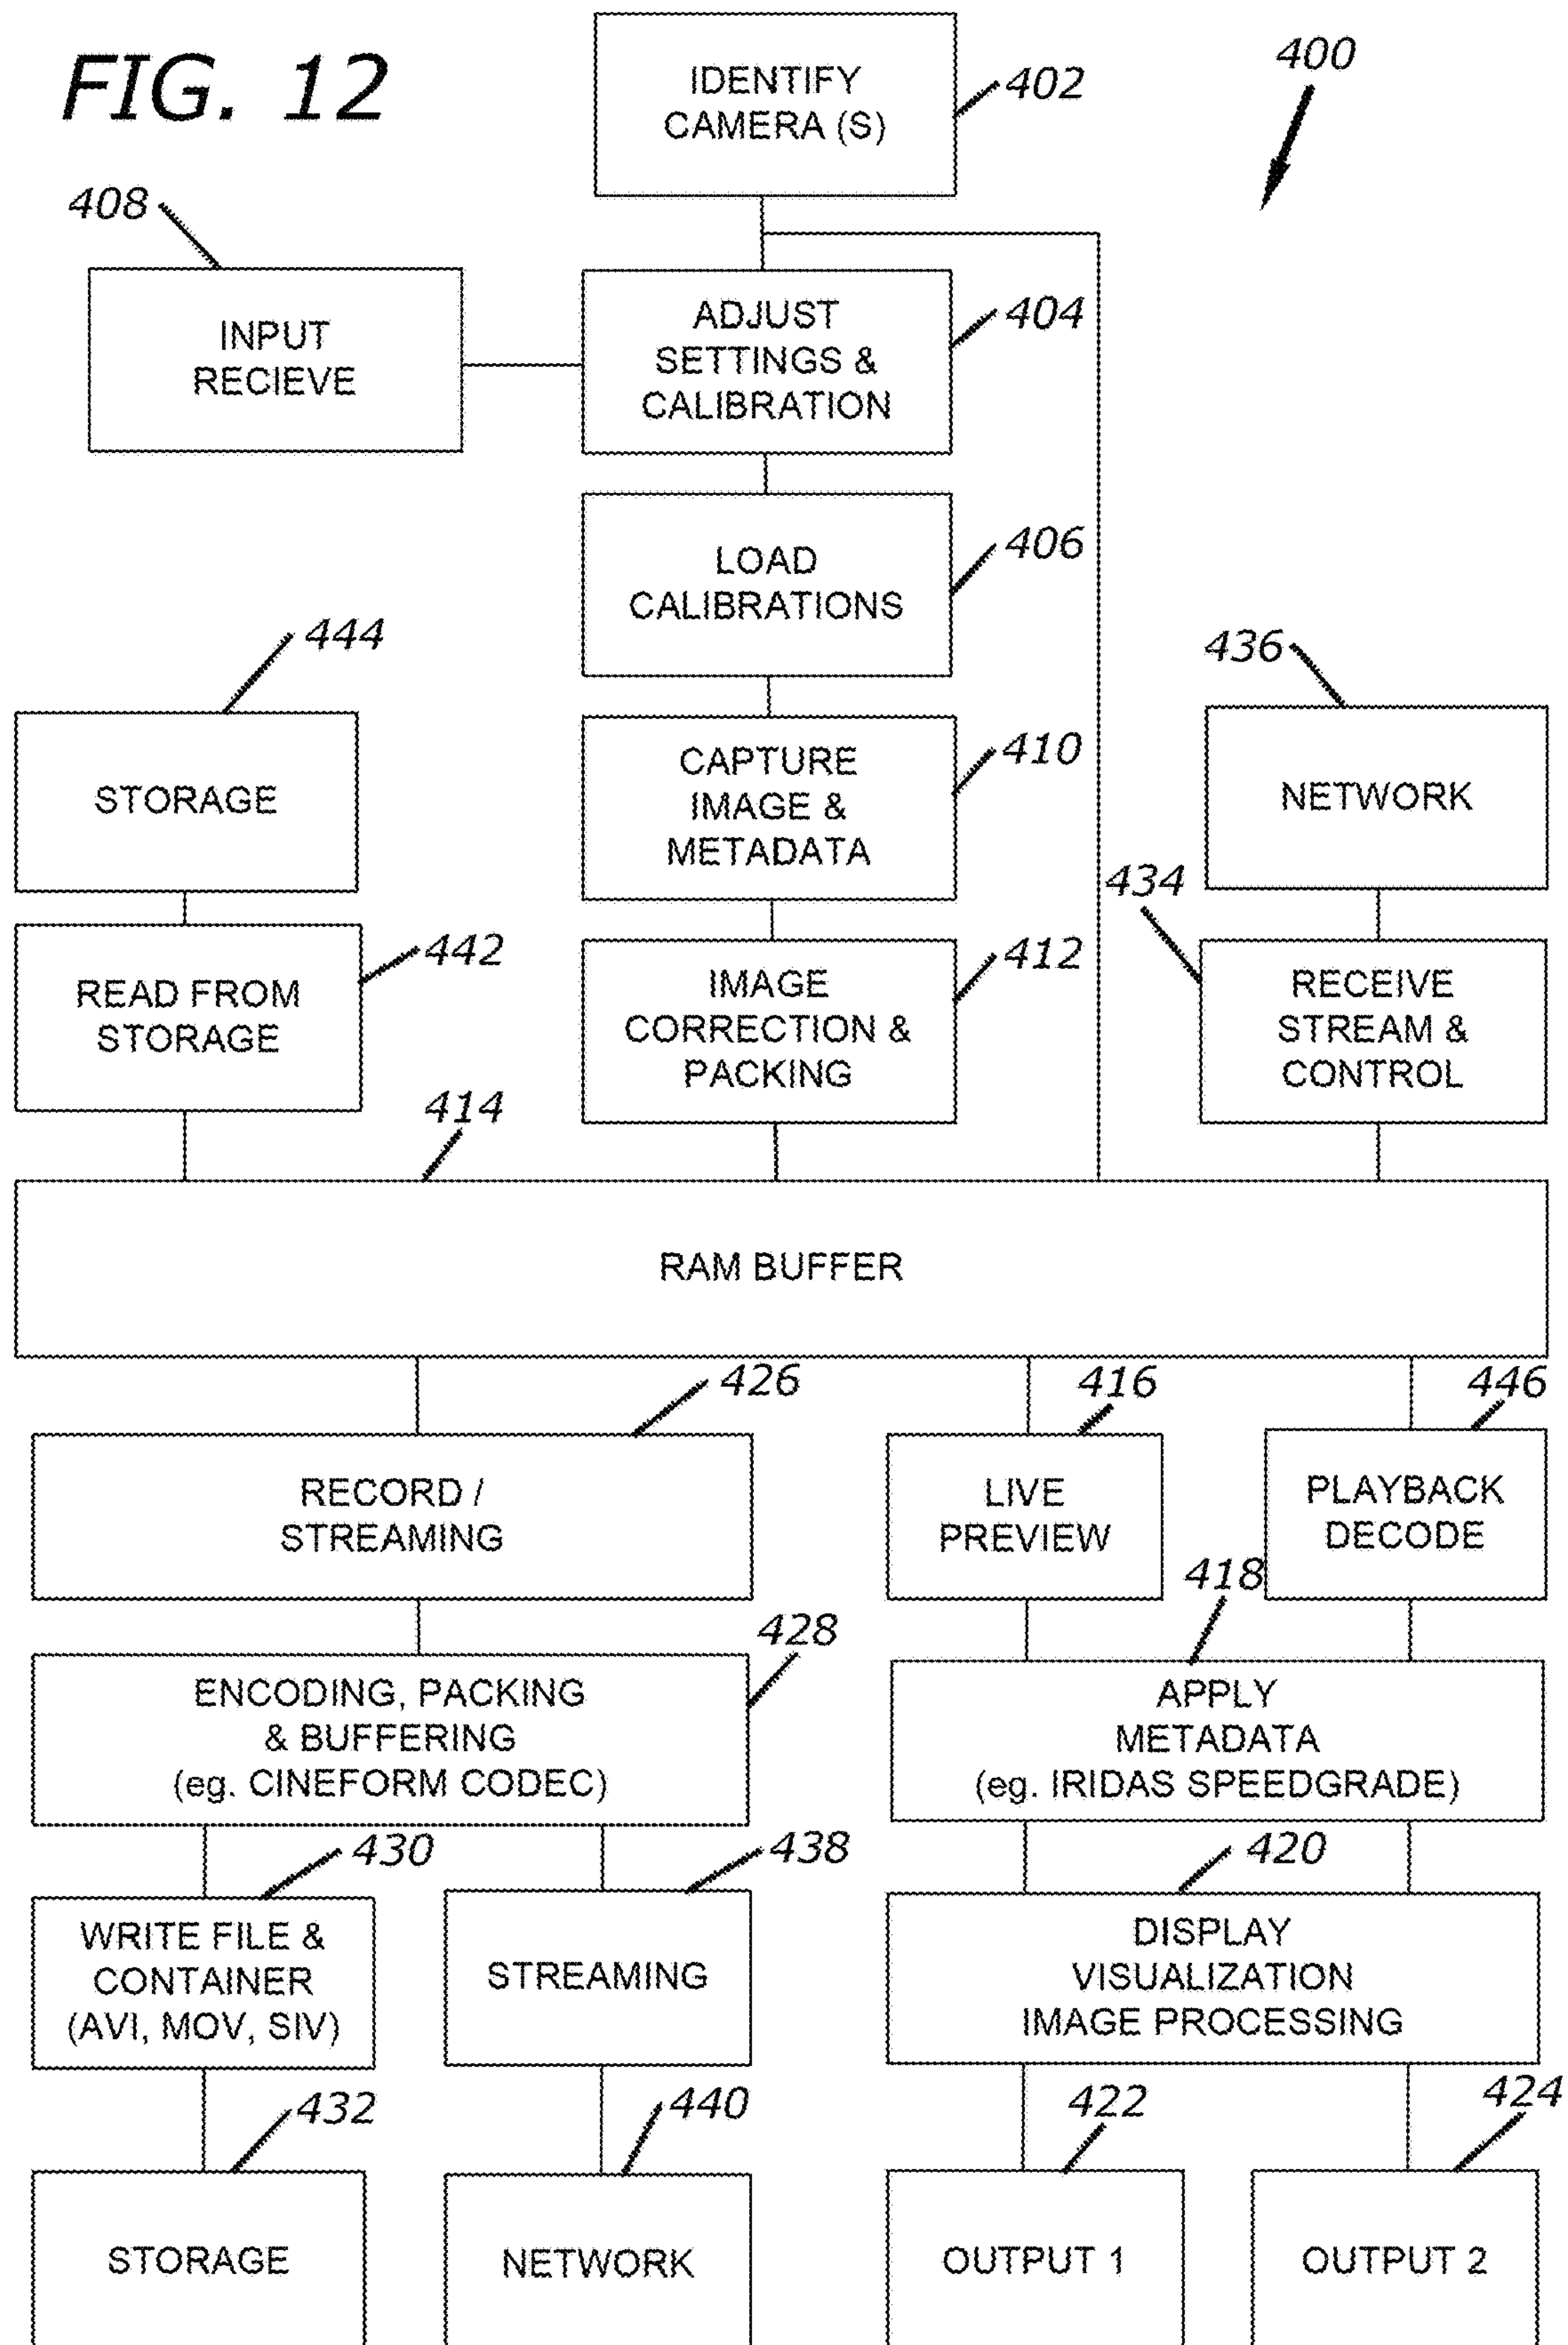 FIG. 12
IDENTIFY
CAMERA (S)
402
400
408
INPUT
RECIEVE
ADJUST
SETTINGS &
CALIBRATION
404
LOAD
CALIBRATIONS
406
444
STORAGE
CAPTURE
IMAGE &
METADATA
410
436
NETWORK
442
READ FROM
STORAGE
IMAGE
CORRECTION &
PACKING
412
434
RECEIVE
STREAM &
CONTROL
414
RAM BUFFER
426
RECORD /
STREAMING
416
LIVE
PREVIEW
446
PLAYBACK
DECODE
428
ENCODING, PACKING
& BUFFERING
(eg. CINEFORM CODEC)
418
APPLY
METADATA
(eg. IRIDAS SPEEDGRADE)
430
WRITE FILE &
CONTAINER
(AVI, MOV, SIV)
438
STREAMING
420
DISPLAY
VISUALIZATION
IMAGE PROCESSING
432
STORAGE
440
NETWORK
422
OUTPUT 1
424
OUTPUT 2